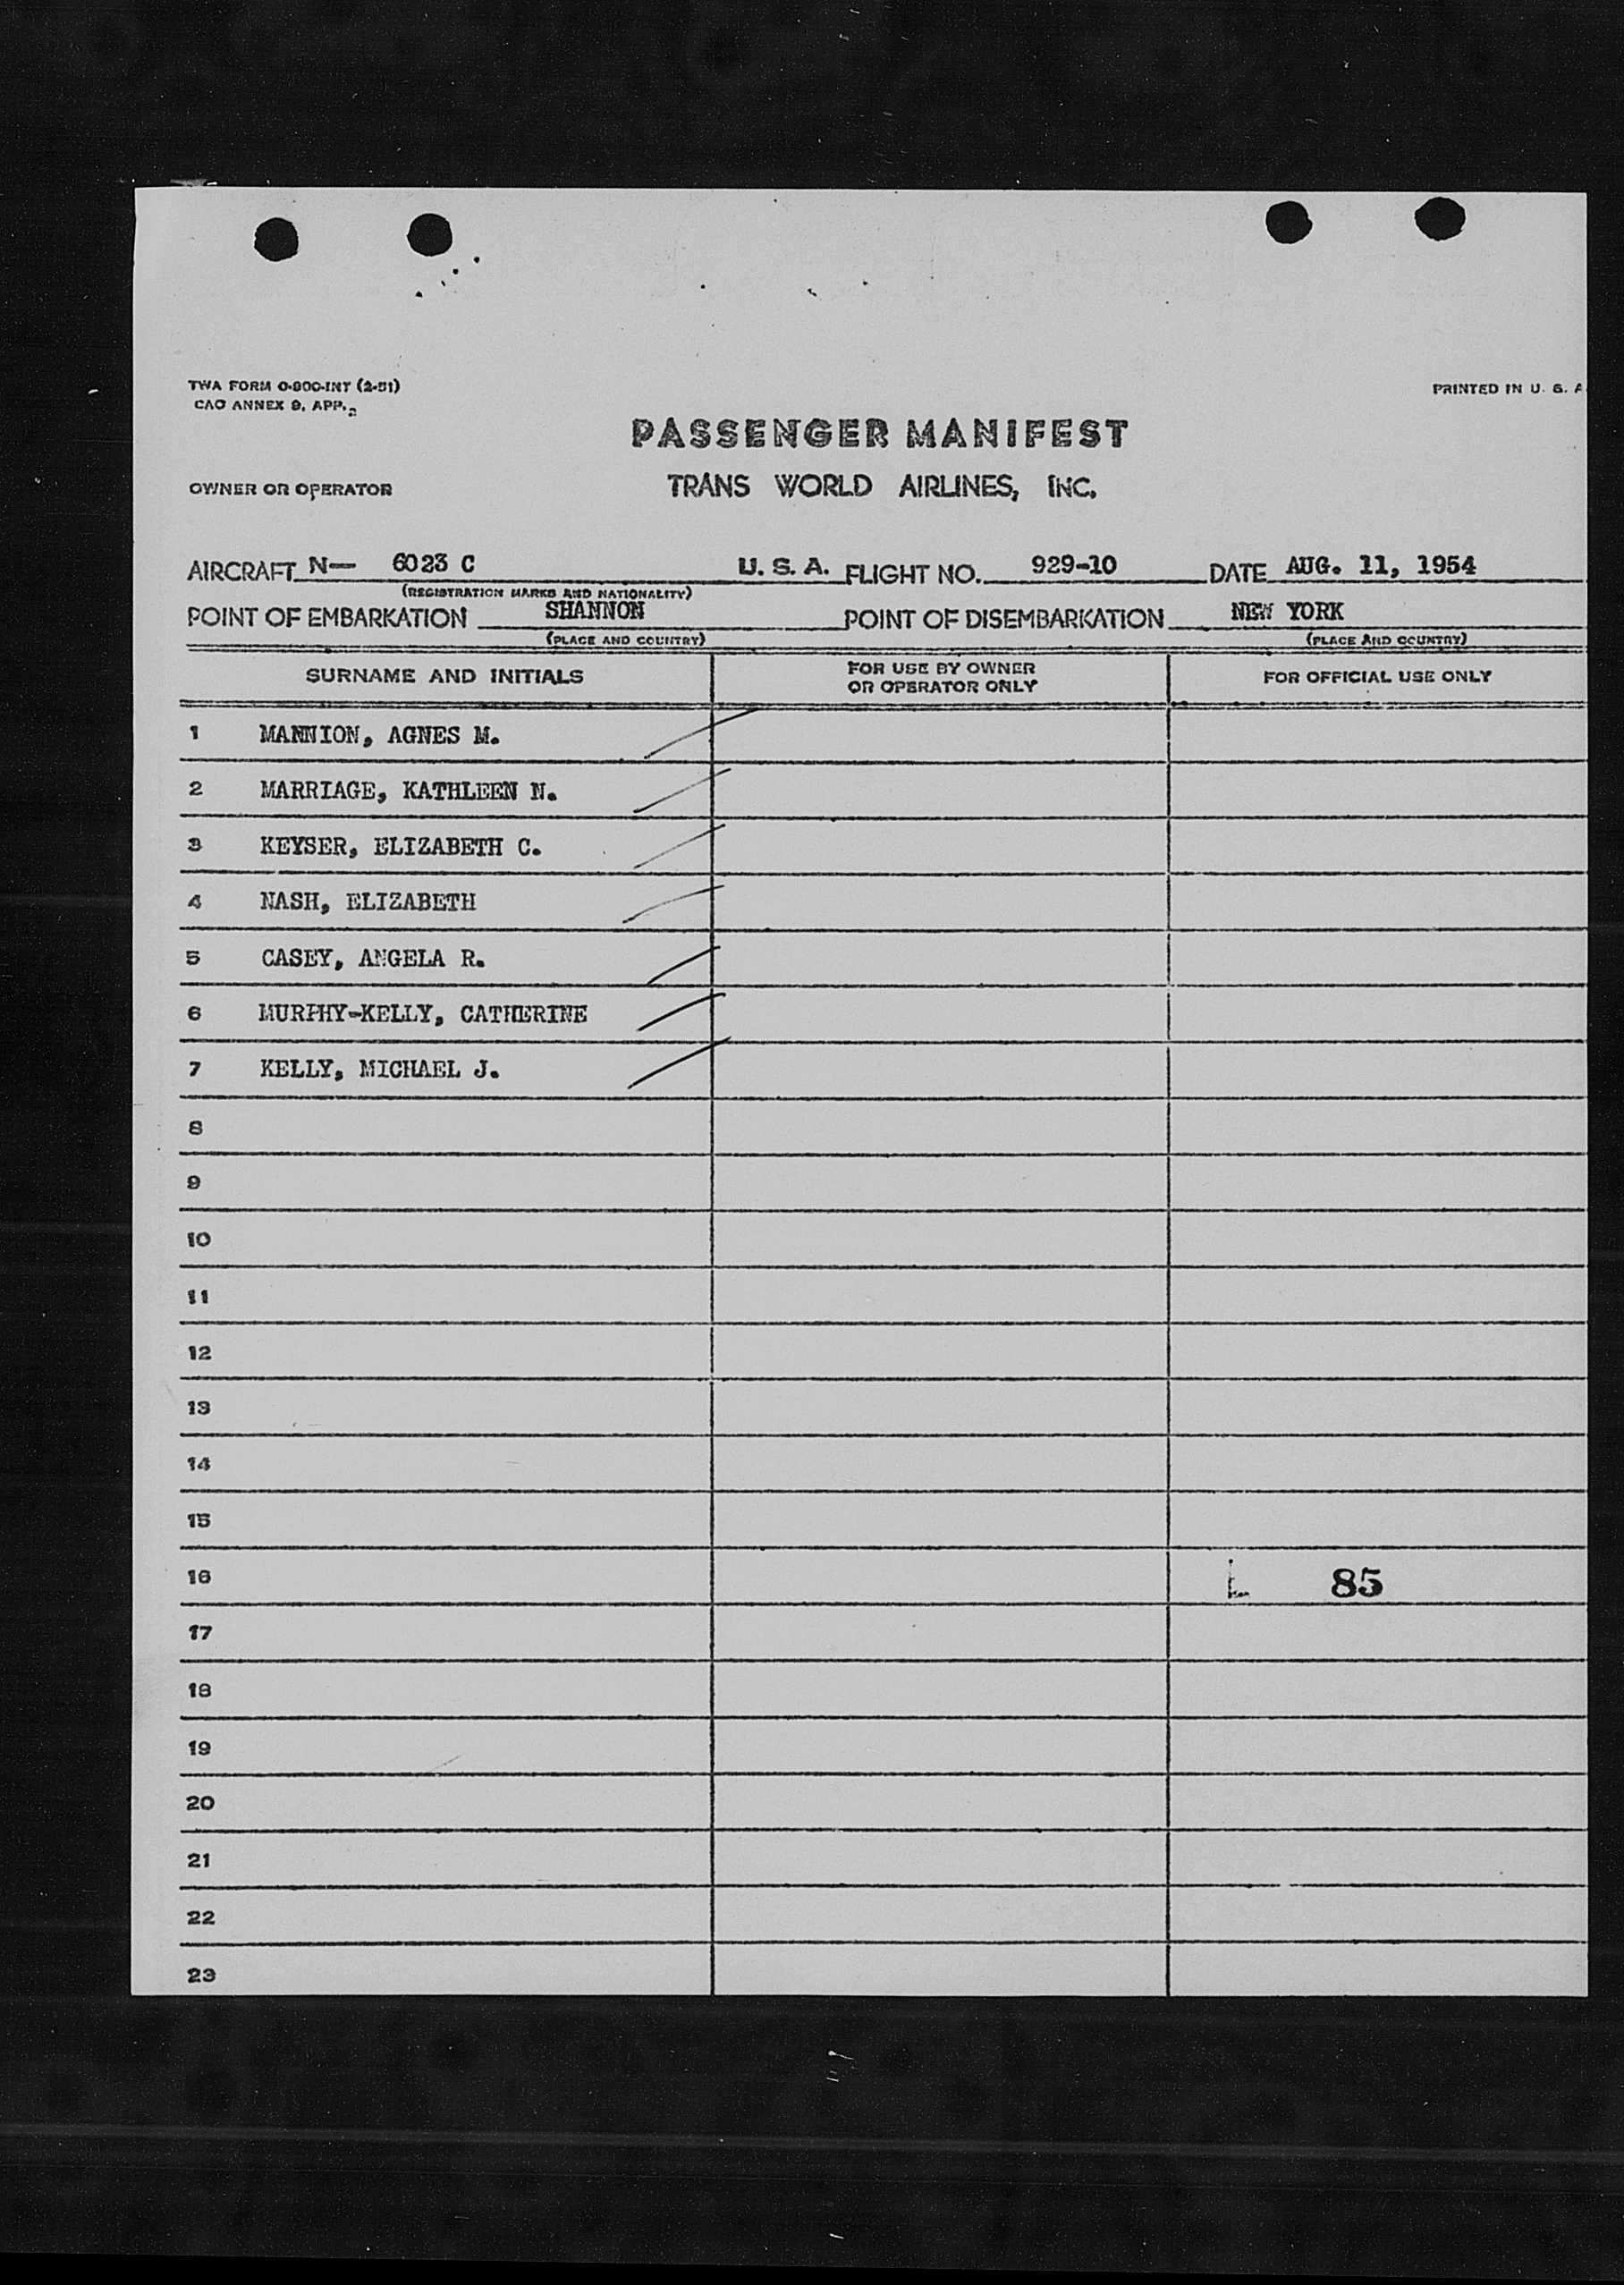 TWA FORM O-800-INT (2-51)
CAO ANNEX 9, APP. 2
PRINTED IN U. S. A
PASSENGER MANIFEST
OWNER OR OPERATOR TRANS WORLD AIRLINES, INC.
AIRCRAFT N— 6023 C U. S. A. FLIGHT NO. 929-10 DATE AUG. 11, 1954
(REGISTRATION MARKS AND NATIONALITY)
POINT OF EMBARKATION SHANNON POINT OF DISEMBARKATION NEW YORK
(PLACE AND COUNTRY) (PLACE AND COUNTRY)
SURNAME AND INITIALS FOR USE BY OWNER OR OPERATOR ONLY FOR OFFICIAL USE ONLY
1 MANNION, AGNES M.
2 MARRIAGE, KATHLEEN N.
3 KEYSER, ELIZABETH C.
4 NASH, ELIZABETH
5 CASEY, ANGELA R.
6 MURPHY-KELLY, CATHERINE
7 KELLY, MICHAEL J.
8
9
10
11
12
13
14
15
16 L 85
17
18
19
20
21
22
23